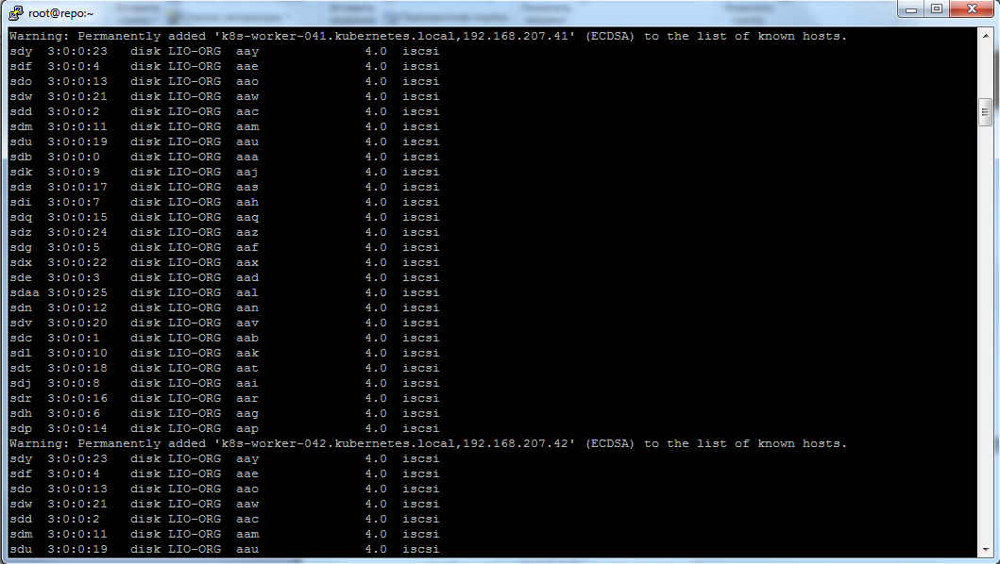 root@repo:~
Warning: Permanently added 'k8s-worker-041.kubernetes.local,192.168.207.41' (ECDSA) to the list of known hosts.
sdy  3:0:0:23   disk LIO-ORG  aay              4.0  iscsi
sdf  3:0:0:4    disk LIO-ORG  aae              4.0  iscsi
sdo  3:0:0:13   disk LIO-ORG  aao              4.0  iscsi
sdw  3:0:0:21   disk LIO-ORG  aaw              4.0  iscsi
sdd  3:0:0:2    disk LIO-ORG  aac              4.0  iscsi
sdm  3:0:0:11   disk LIO-ORG  aam              4.0  iscsi
sdu  3:0:0:19   disk LIO-ORG  aau              4.0  iscsi
sdb  3:0:0:0    disk LIO-ORG  aaa              4.0  iscsi
sdk  3:0:0:9    disk LIO-ORG  aaj              4.0  iscsi
sds  3:0:0:17   disk LIO-ORG  aas              4.0  iscsi
sdi  3:0:0:7    disk LIO-ORG  aah              4.0  iscsi
sdq  3:0:0:15   disk LIO-ORG  aaq              4.0  iscsi
sdz  3:0:0:24   disk LIO-ORG  aaz              4.0  iscsi
sdg  3:0:0:5    disk LIO-ORG  aaf              4.0  iscsi
sdx  3:0:0:22   disk LIO-ORG  aax              4.0  iscsi
sde  3:0:0:3    disk LIO-ORG  aad              4.0  iscsi
sdaa 3:0:0:25   disk LIO-ORG  aal              4.0  iscsi
sdn  3:0:0:12   disk LIO-ORG  aan              4.0  iscsi
sdv  3:0:0:20   disk LIO-ORG  aav              4.0  iscsi
sdc  3:0:0:1    disk LIO-ORG  aab              4.0  iscsi
sdl  3:0:0:10   disk LIO-ORG  aak              4.0  iscsi
sdt  3:0:0:18   disk LIO-ORG  aat              4.0  iscsi
sdj  3:0:0:8    disk LIO-ORG  aai              4.0  iscsi
sdr  3:0:0:16   disk LIO-ORG  aar              4.0  iscsi
sdh  3:0:0:6    disk LIO-ORG  aag              4.0  iscsi
sdp  3:0:0:14   disk LIO-ORG  aap              4.0  iscsi
Warning: Permanently added 'k8s-worker-042.kubernetes.local,192.168.207.42' (ECDSA) to the list of known hosts.
sdy  3:0:0:23   disk LIO-ORG  aay              4.0  iscsi
sdf  3:0:0:4    disk LIO-ORG  aae              4.0  iscsi
sdo  3:0:0:13   disk LIO-ORG  aao              4.0  iscsi
sdw  3:0:0:21   disk LIO-ORG  aaw              4.0  iscsi
sdd  3:0:0:2    disk LIO-ORG  aac              4.0  iscsi
sdm  3:0:0:11   disk LIO-ORG  aam              4.0  iscsi
sdu  3:0:0:19   disk LIO-ORG  aau              4.0  iscsi